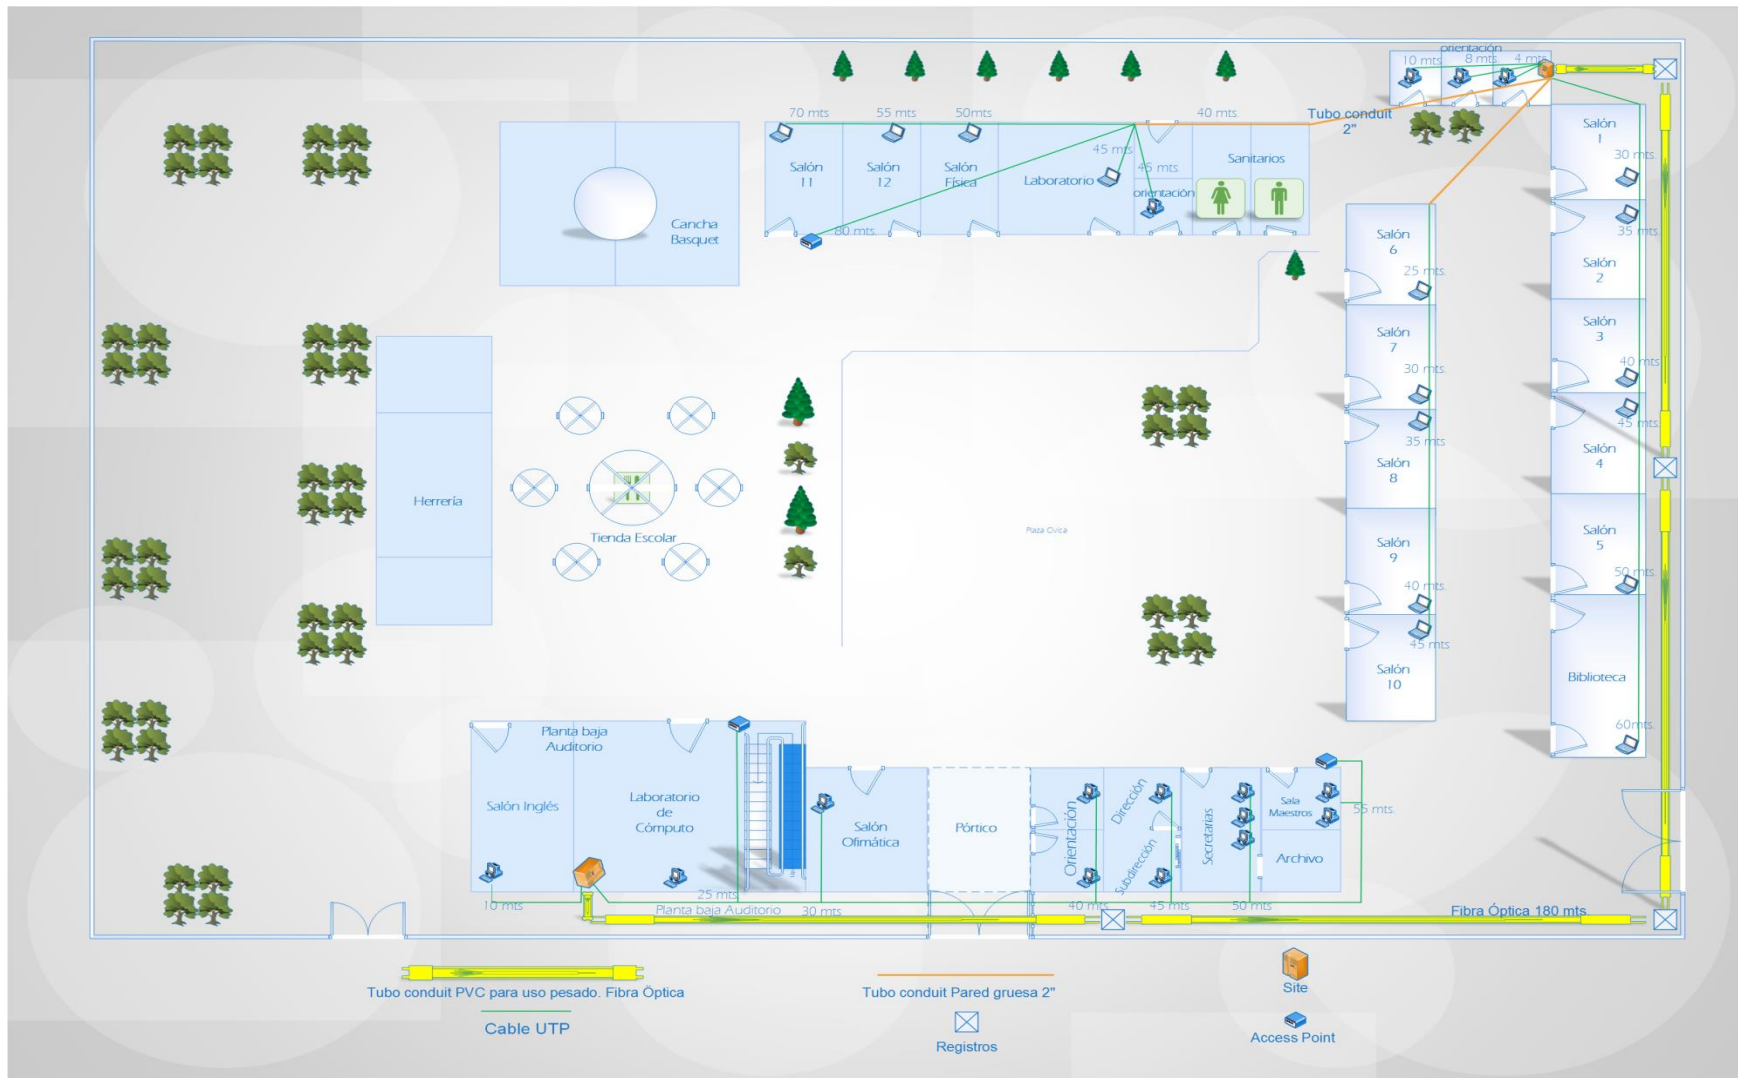 orientación
10 mts
8 mts
4 mts
70 mts
55 mts
50mts
40 mts
Tubo conduit
2"
Salón
11
Salón
12
Salón
Física
Laboratorio
45 mts
45 mts.
orientación
Sanitarios
80 mts.
Cancha
Basquet
Salón
1
30 mts.
35 mts.
Salón
2
Salón
3
40 mts
45 mts.
Salón
4
Salón
5
50 mts.
Biblioteca
60mts.
Salón
6
25 mts.
Salón
7
30 mts.
35 mts
Salón
8
Salón
9
40 mts.
45 mts
Salón
10
Herrería
Tienda Escolar
Plaza Cívica
Planta baja
Auditorio
Salón Inglés
Laboratorio
de
Cómputo
Salón
Ofimática
Pórtico
Orientación
Dirección
Subdirección
Secretarias
Sala
Maestros
Archivo
55 mts.
10 mts
25 mts
Planta baja Auditorio
30 mts
40 mts
45 mts
50 mts
Fibra Óptica 180 mts.
Tubo conduit PVC para uso pesado. Fibra Öptica
Cable UTP
Tubo conduit Pared gruesa 2"
Registros
Site
Access Point